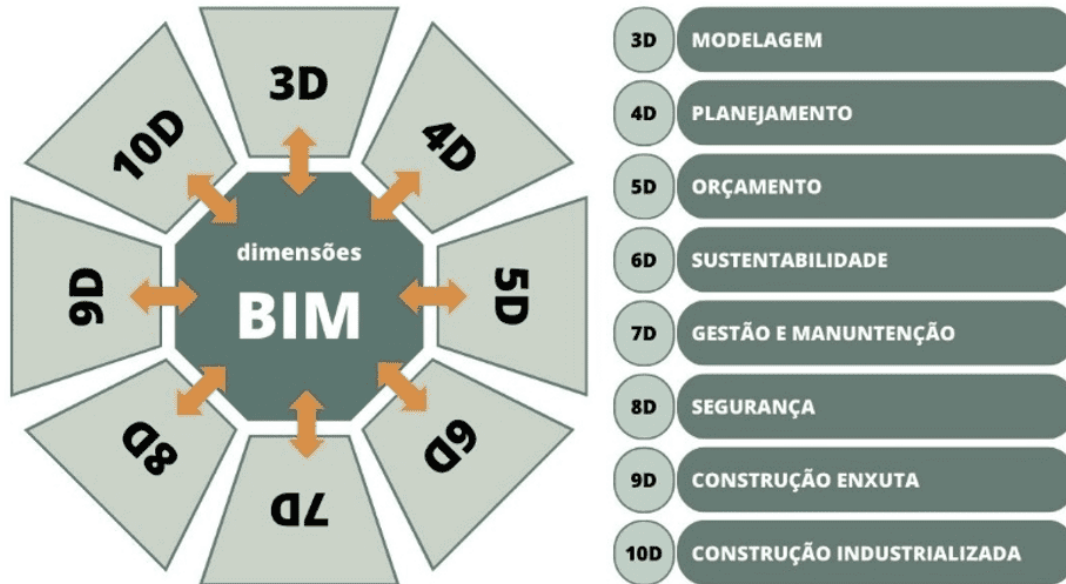 3D
4D
5D
6D
7D
8D
9D
10D
dimensões
BIM
3D MODELAGEM
4D PLANEJAMENTO
5D ORÇAMENTO
6D SUSTENTABILIDADE
7D GESTÃO E MANUNTENÇÃO
8D SEGURANÇA
9D CONSTRUÇÃO ENXUTA
10D CONSTRUÇÃO INDUSTRIALIZADA